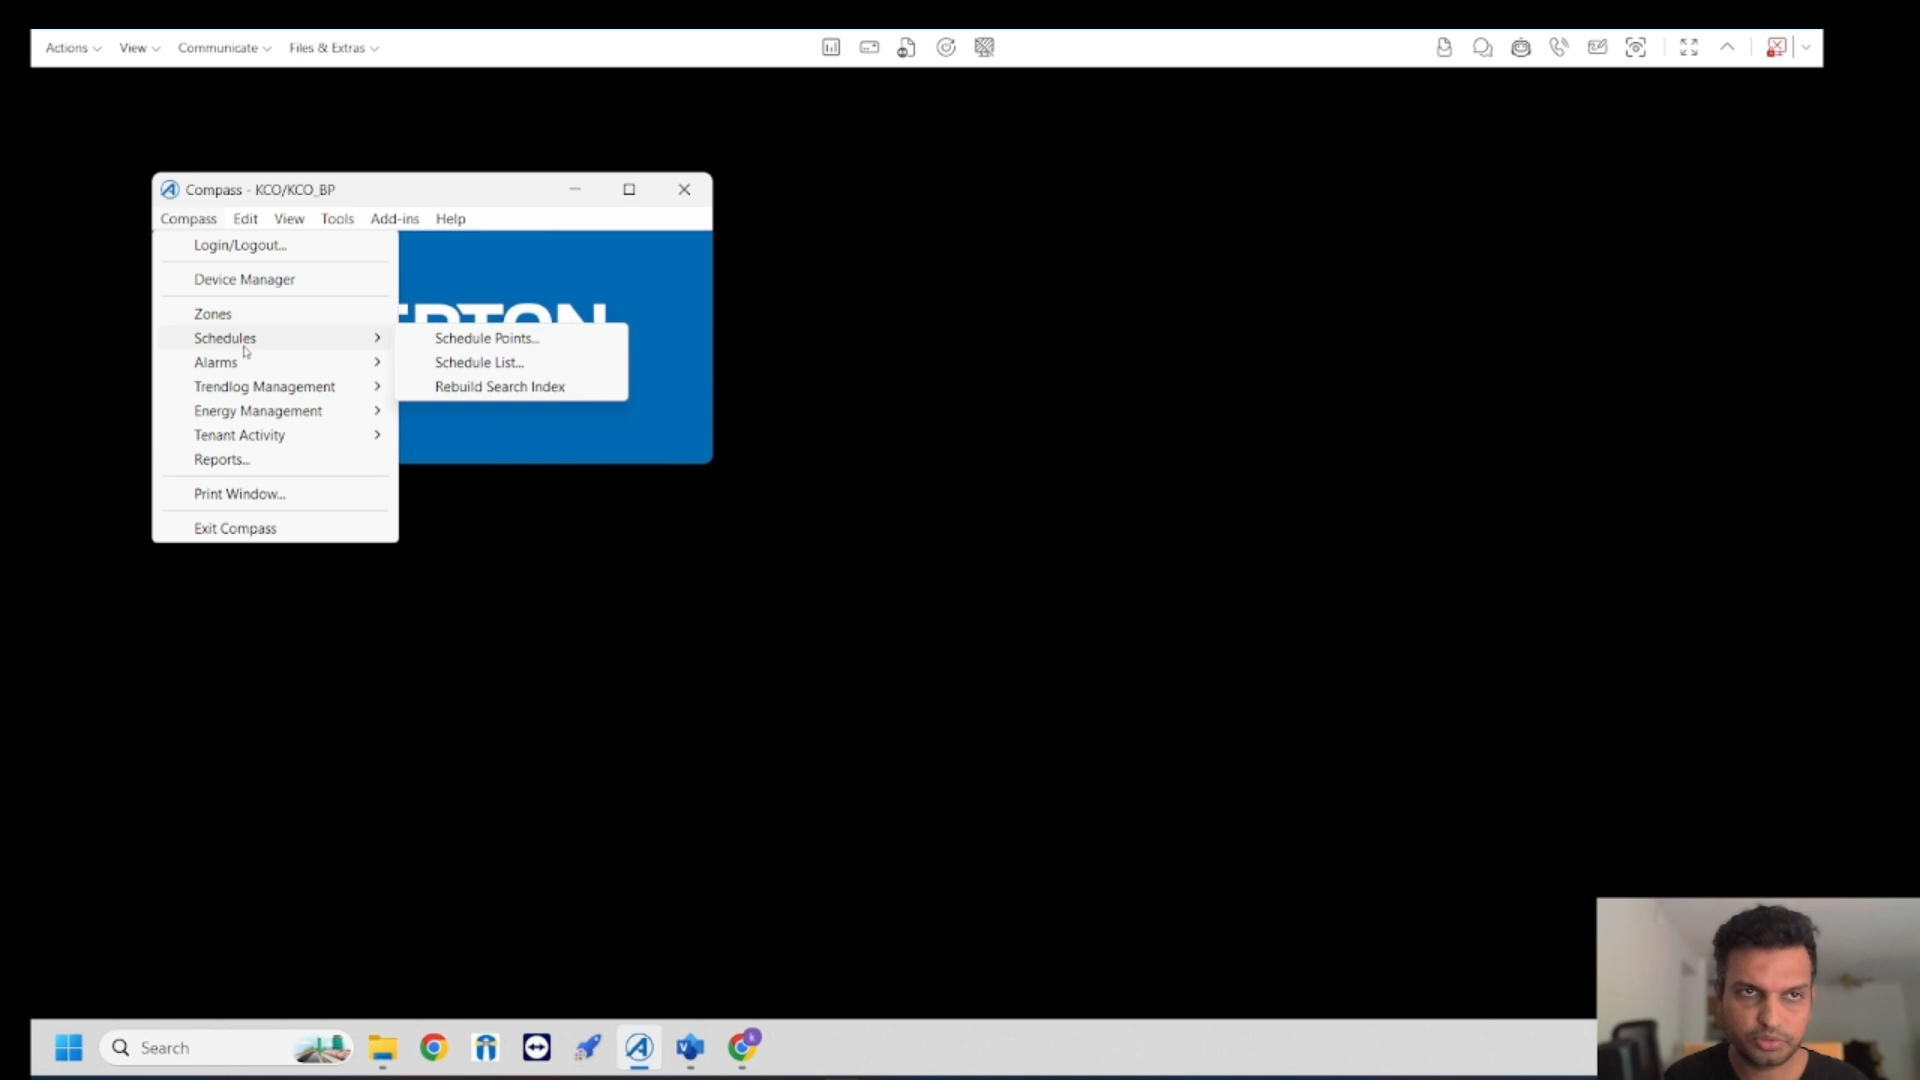 Actions View Communicate Files & Extras
Compass - KCO/KCO_BP
Compass Edit View Tools Add-ins Help
Login/Logout...
Device Manager
Zones
Schedules
Alarms
Trendlog Management
Energy Management
Tenant Activity
Reports...
Print Window...
Exit Compass
Schedule Points...
Schedule List...
Rebuild Search Index
Search
k